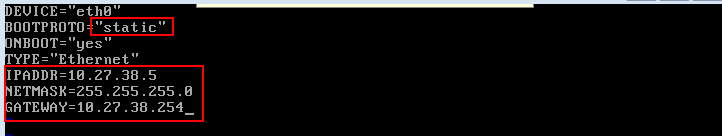 DEVICE="eth0"
BOOTPROTO="static"
ONBOOT="yes"
TYPE="Ethernet"
IPADDR=10.27.38.5
NETMASK=255.255.255.0
GATEWAY=10.27.38.254_